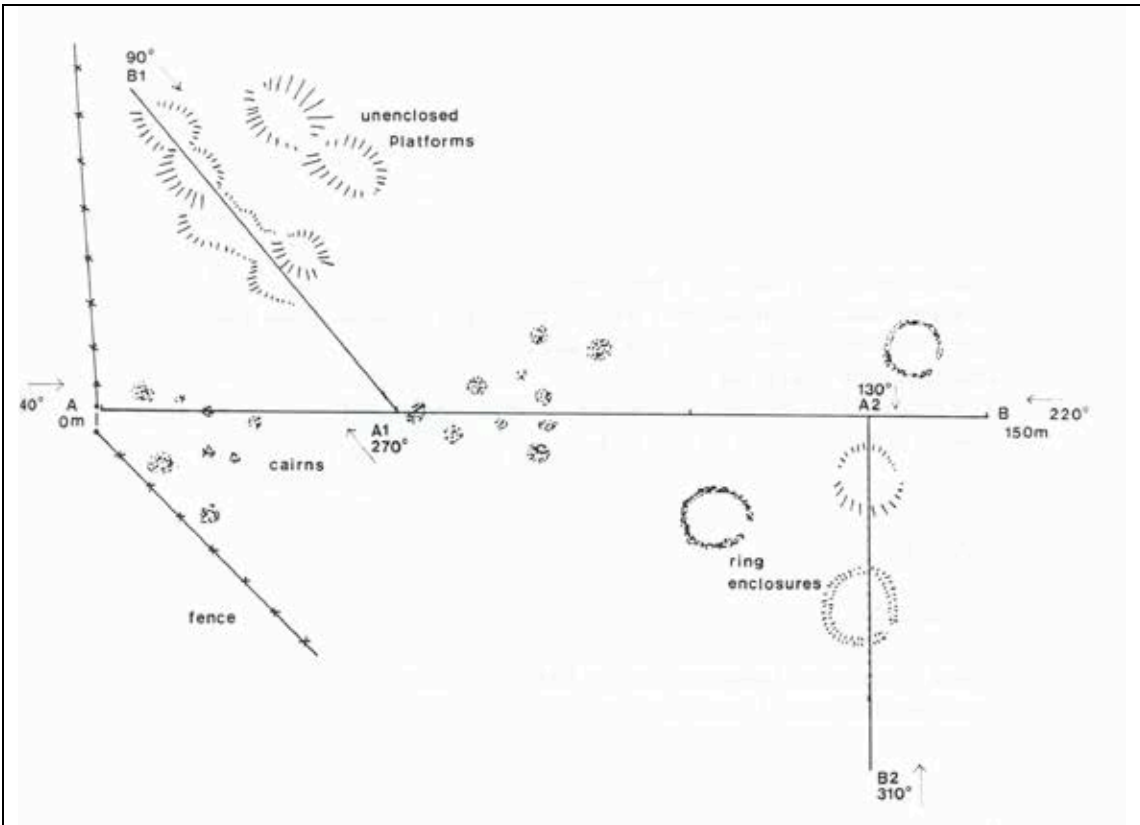 90°
B1
unenclosed
Platforms
40°
A
0m
A1
270°
cairns
130°
A2
B
220°
150m
ring
enclosures
fence
B2
310°